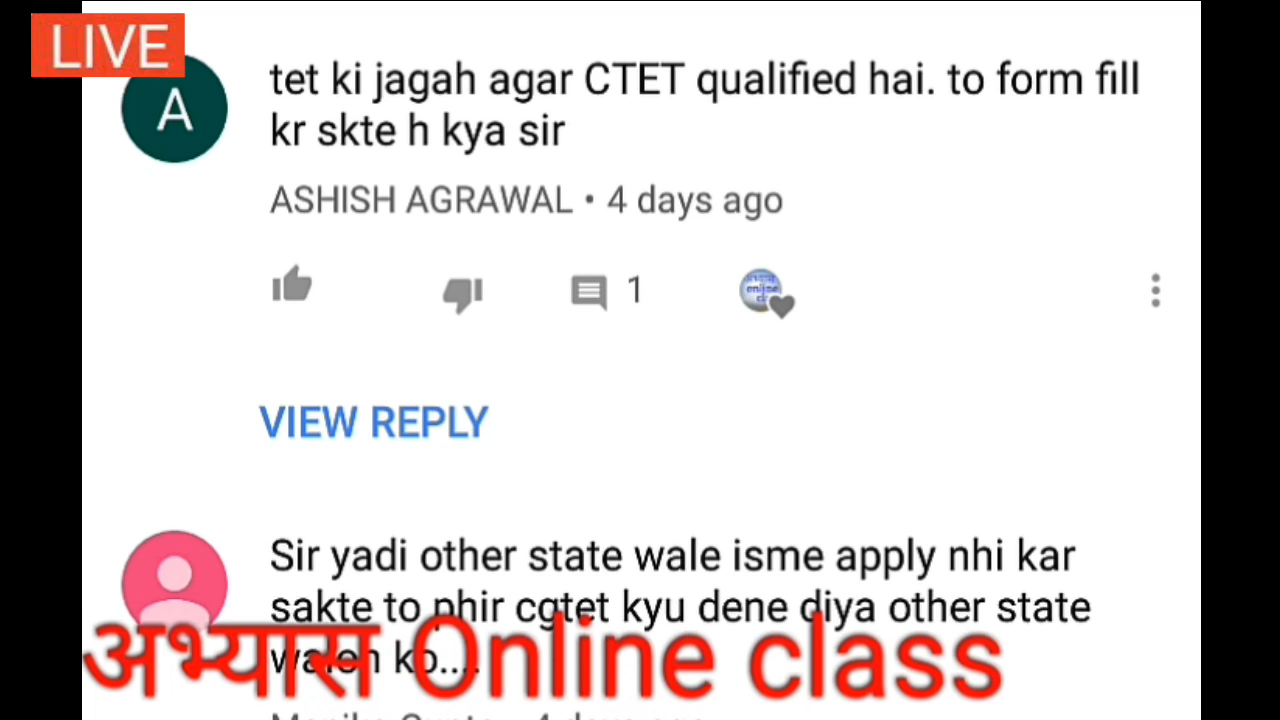 LIVE
A
tet ki jagah agar CTET qualified hai. to form fill
kr skte h kya sir
ASHISH AGRAWAL • 4 days ago
1
VIEW REPLY
Sir yadi other state wale isme apply nhi kar
sakte to phir cgtet kyu dene diya other state
walon ko....
अभ्यास Online class